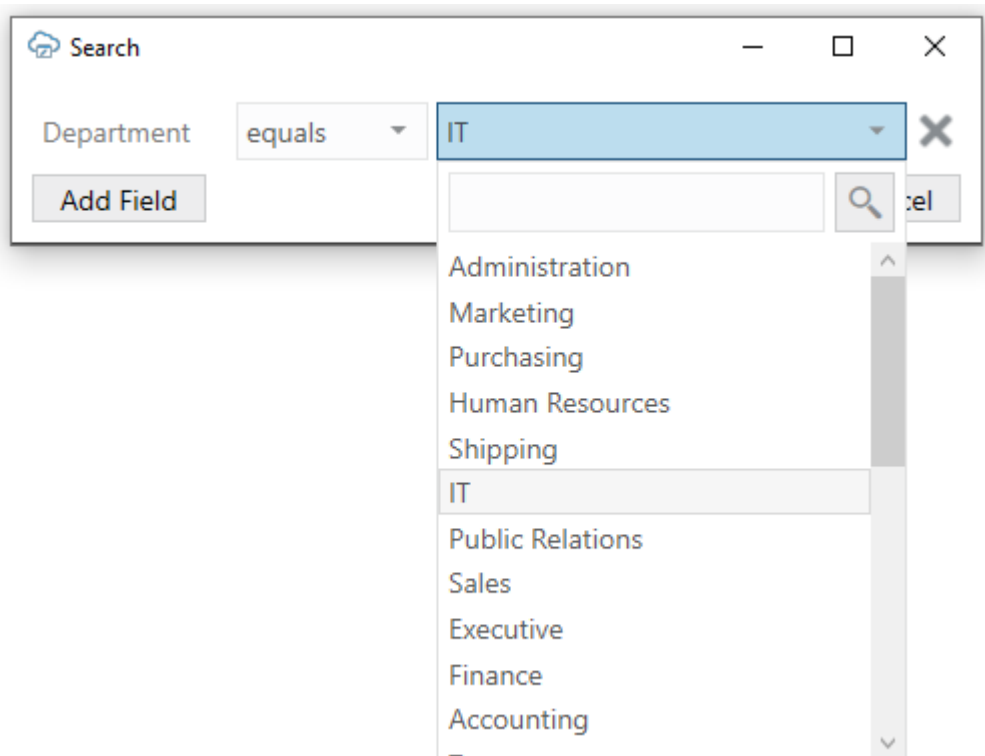 Search
Department equals IT
Add Field cel
Administration
Marketing
Purchasing
Human Resources
Shipping
IT
Public Relations
Sales
Executive
Finance
Accounting